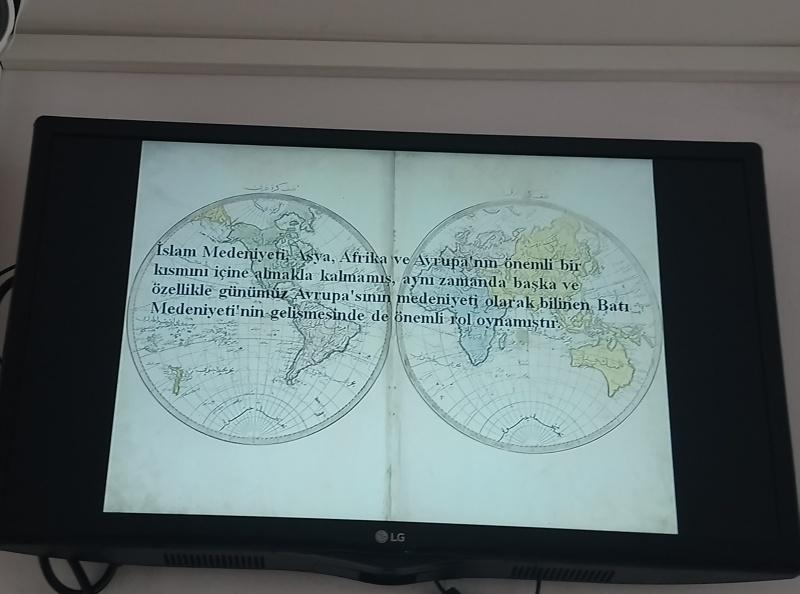 İslam Medeniyeti, Asya, Afrika ve Avrupa'nın önemli bir
kısmını içine almakla kalmamış, aynı zamanda başka ve
özellikle günümüz Avrupa'sının medeniyeti olarak bilinen Batı
Medeniyeti'nin gelişmesinde de önemli rol oynamıştır.
LG